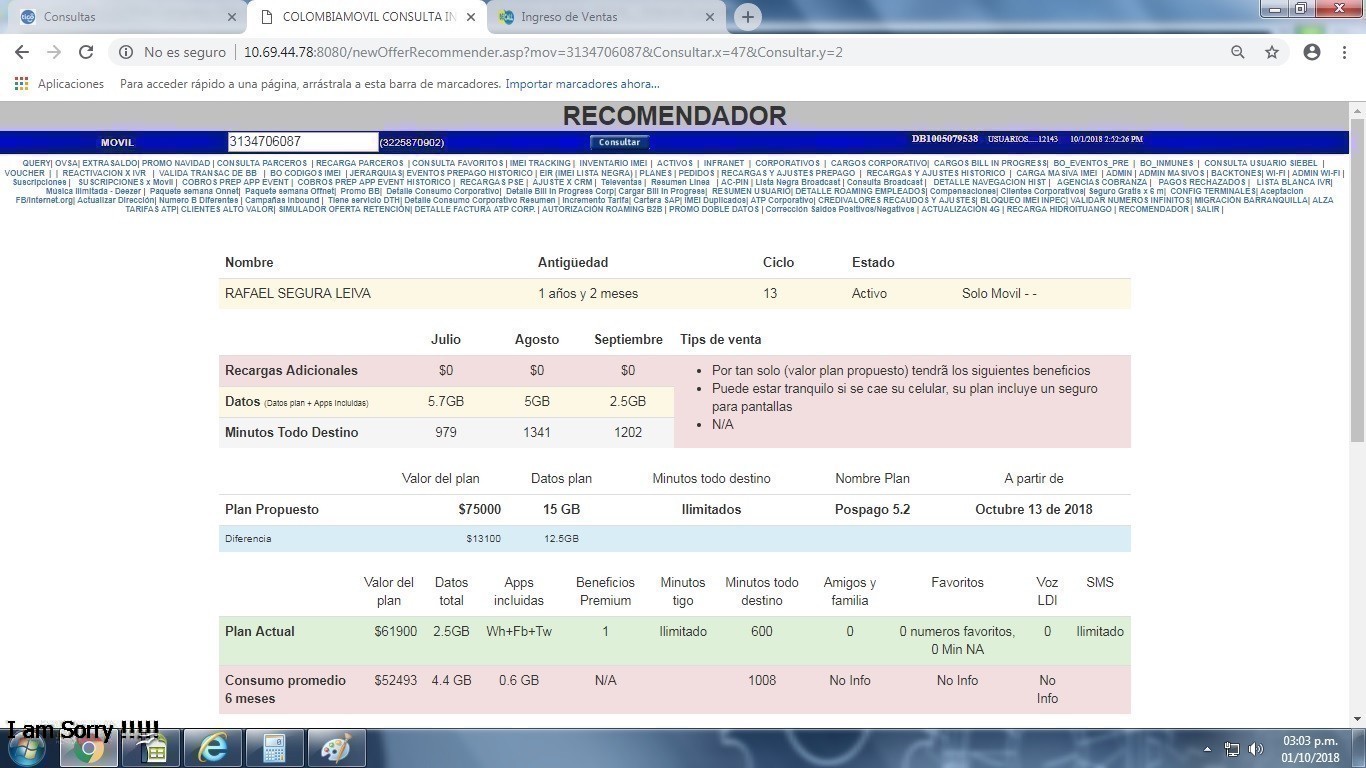 Consultas
COLOMBIAMOVIL CONSULTA IN
Ingreso de Ventas
No es seguro
10.69.44.78:8080/newOfferRecommender.asp?mov=3134706087&Consultar.x=47&Consultar.y=2
Aplicaciones
Para acceder rápido a una página, arrástrala a esta barra de marcadores. Importar marcadores ahora...
RECOMENDADOR
MOVIL 3134706087 (3225870902) Consultar DB1005079538 USUARIOS.....12143 10/1/2018 2:52:26 PM
QUERY| OVSA| EXTRASALDO| PROMO NAVIDAD | CONSULTA PARCEROS | RECARGA PARCEROS | CONSULTA FAVORITOS | IMEI TRACKING | INVENTARIO IMEI | ACTIVOS | INFRANET | CORPORATIVOS | CARGOS CORPORATIVO| CARGOS BILL IN PROGRESS| BO_EVENTOS_PRE | BO_INMUNES | CONSULTA USUARIO SIEBEL |
VOUCHER | | REACTIVACION X IVR | VALIDA TRANSAC DE BB | BO CODIGOS IMEI | JERARQUIAS| EVENTOS PREPAGO HISTORICO | EIR (IMEI LISTA NEGRA) | PLANES | PEDIDOS | RECARGAS Y AJUSTES PREPAGO | RECARGAS Y AJUSTES HISTORICO | CARGA MASIVA IMEI | ADMIN | ADMIN MASIVOS | BACKTONES| WI-FI | ADMIN WI-FI |
Suscripciones | SUSCRIPCIONES x Movil | COBROS PREP APP EVENT | COBROS PREP APP EVENT HISTORICO | RECARGAS PSE | AJUSTE X CRM | Televentas | Resumen Linea | AC-PIN | Lista Negra Broadcast | Consulta Broadcast | DETALLE NAVEGACION HIST | AGENCIAS COBRANZA | PAGOS RECHAZADOS | LISTA BLANCA IVR|
Música Ilimitada - Deezer | Paquete semana Onnet| Paquete semana Offnet| Promo BB| Detalle Consumo Corporativo| Detalle Bill In Progress Corp| Cargar Bill In Progress| RESUMEN USUARIO| DETALLE ROAMING EMPLEADOS| Compensaciones| Clientes Corporativos| Seguro Gratis x 6 m| CONFIG TERMINALES| Aceptacion
FB/internet.org| Actualizar Dirección| Numero B Diferentes | Campañas Inbound | Tiene servicio DTH| Detalle Consumo Corporativo Resumen | Incremento Tarifa| Cartera SAP| IMEI Duplicados| ATP Corporativo| CREDIVALORES RECAUDOS Y AJUSTES| BLOQUEO IMEI INPEC| VALIDAR NUMEROS INFINITOS| MIGRACIÓN BARRANQUILLA| ALZA
TARIFAS ATP| CLIENTES ALTO VALOR| SIMULADOR OFERTA RETENCIÓN| DETALLE FACTURA ATP CORP. | AUTORIZACIÓN ROAMING B2B | PROMO DOBLE DATOS | Corrección Saldos Positivos/Negativos | ACTUALIZACIÓN 4G | RECARGA HIDROITUANGO | RECOMENDADOR | SALIR |
Nombre Antigüedad Ciclo Estado
RAFAEL SEGURA LEIVA 1 años y 2 meses 13 Activo Solo Movil - -
Julio Agosto Septiembre Tips de venta
Recargas Adicionales $0 $0 $0
Datos (Datos plan + Apps Incluidas) 5.7GB 5GB 2.5GB
Minutos Todo Destino 979 1341 1202
• Por tan solo (valor plan propuesto) tendrã los siguientes beneficios
• Puede estar tranquilo si se cae su celular, su plan incluye un seguro
para pantallas
• N/A
Valor del plan Datos plan Minutos todo destino Nombre Plan A partir de
Plan Propuesto $75000 15 GB Ilimitados Pospago 5.2 Octubre 13 de 2018
Diferencia $13100 12.5GB
Valor del plan Datos total Apps incluidas Beneficios Premium Minutos tigo Minutos todo destino Amigos y familia Favoritos Voz LDI SMS
Plan Actual $61900 2.5GB Wh+Fb+Tw 1 Ilimitado 600 0 0 numeros favoritos, 0 Min NA 0 Ilimitado
Consumo promedio 6 meses $52493 4.4 GB 0.6 GB N/A 1008 No Info No Info No Info
I am Sorry !!!!!
03:03 p.m.
01/10/2018